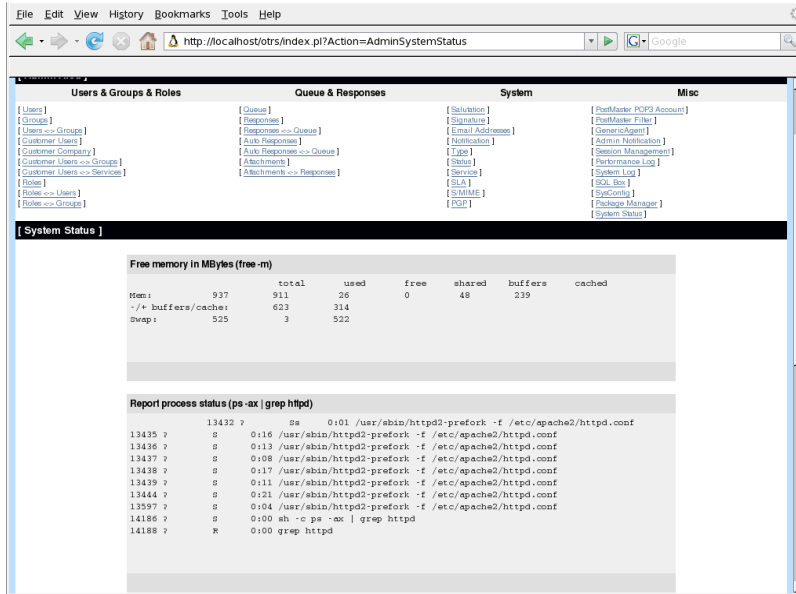 File Edit View History Bookmarks Tools Help
http://localhost/otrs/index.pl?Action=AdminSystemStatus
G Google
Users & Groups & Roles Queue & Responses System Misc
[ Users ] [ Queue ] [ Salutation ] [ PostMaster POP3 Account ]
[ Groups ] [ Responses ] [ Signature ] [ PostMaster Filter ]
[ Users <-> Groups ] [ Responses <-> Queue ] [ Email Addresses ] [ GenericAgent ]
[ Customer Users ] [ Auto Responses ] [ Notification ] [ Admin Notification ]
[ Customer Company ] [ Auto Responses <-> Queue ] [ Type ] [ Session Management ]
[ Customer Users <-> Groups ] [ Attachments ] [ Status ] [ Performance Log ]
[ Customer Users <-> Services ] [ Attachments <-> Responses ] [ Service ] [ System Log ]
[ Roles ] [ SLA ] [ SQL Box ]
[ Roles <-> Users ] [ S/MIME ] [ SysConfig ]
[ Roles <-> Groups ] [ PGP ] [ Package Manager ]
[ System Status ]
[ System Status ]
Free memory in MBytes (free -m)
total used free shared buffers cached
Mem: 937 911 26 0 48 239
-/+ buffers/cache: 623 314
Swap: 525 3 522
Report process status (ps -ax | grep httpd)
13432 ? Ss 0:01 /usr/sbin/httpd2-prefork -f /etc/apache2/httpd.conf
13435 ? S 0:16 /usr/sbin/httpd2-prefork -f /etc/apache2/httpd.conf
13436 ? S 0:13 /usr/sbin/httpd2-prefork -f /etc/apache2/httpd.conf
13437 ? S 0:08 /usr/sbin/httpd2-prefork -f /etc/apache2/httpd.conf
13438 ? S 0:17 /usr/sbin/httpd2-prefork -f /etc/apache2/httpd.conf
13439 ? S 0:11 /usr/sbin/httpd2-prefork -f /etc/apache2/httpd.conf
13444 ? S 0:21 /usr/sbin/httpd2-prefork -f /etc/apache2/httpd.conf
13597 ? S 0:04 /usr/sbin/httpd2-prefork -f /etc/apache2/httpd.conf
14186 ? S 0:00 sh -c ps -ax | grep httpd
14188 ? R 0:00 grep httpd